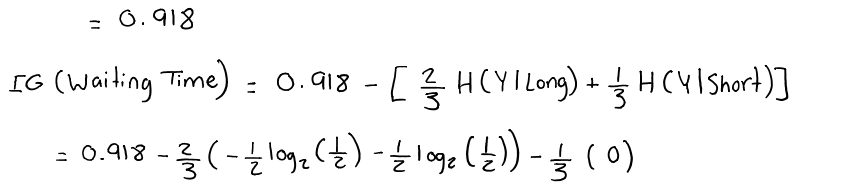 = 0.918
IG (Waiting Time) = 0.918 - [ 2/3 H(Y|Long) + 1/3 H(Y|Short)]
= 0.918 - 2/3 (-1/2 log₂(1/2) - 1/2 log₂(1/2)) - 1/3 (0)